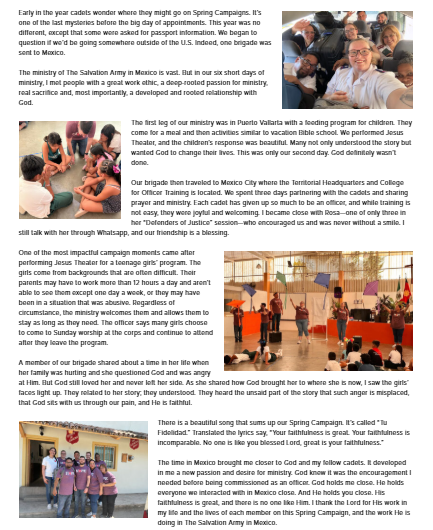 Early in the year cadets wonder where they might go on Spring Campaigns. It's
one of the last mysteries before the big day of appointments. This year was no
different, except that some were asked for passport information. We began to
question if we'd be going somewhere outside of the U.S. Indeed, one brigade was
sent to Mexico.
The ministry of The Salvation Army in Mexico is vast. But in our six short days of
ministry, I met people with a great work ethic, a deep-rooted passion for ministry,
real sacrifice and, most importantly, a developed and rooted relationship with
God.
The first leg of our ministry was in Puerto Vallarta with a feeding program for children. They
come for a meal and then activities similar to vacation Bible school. We performed Jesus
Theater, and the children's response was beautiful. Many not only understood the story but
wanted God to change their lives. This was only our second day. God definitely wasn't
done.
Our brigade then traveled to Mexico City where the Territorial Headquarters and College
for Officer Training is located. We spent three days partnering with the cadets and sharing
prayer and ministry. Each cadet has given up so much to be an officer, and while training is
not easy, they were joyful and welcoming. I became close with Rosa—one of only three in
her "Defenders of Justice" session—who encouraged us and was never without a smile. I
still talk with her through Whatsapp, and our friendship is a blessing.
One of the most impactful campaign moments came after
performing Jesus Theater for a teenage girls' program. The
girls come from backgrounds that are often difficult. Their
parents may have to work more than 12 hours a day and aren't
able to see them except one day a week, or they may have
been in a situation that was abusive. Regardless of
circumstance, the ministry welcomes them and allows them to
stay as long as they need. The officer says many girls choose
to come to Sunday worship at the corps and continue to attend
after they leave the program.
A member of our brigade shared about a time in her life when
her family was hurting and she questioned God and was angry
at Him. But God still loved her and never left her side. As she shared how God brought her to where she is now, I saw the girls'
faces light up. They related to her story; they understood. They heard the unsaid part of the story that such anger is misplaced,
that God sits with us through our pain, and He is faithful.
There is a beautiful song that sums up our Spring Campaign. It's called "Tu
Fidelidad." Translated the lyrics say, "Your faithfulness is great. Your faithfulness is
incomparable. No one is like you blessed Lord, great is your faithfulness."
The time in Mexico brought me closer to God and my fellow cadets. It developed
in me a new passion and desire for ministry. God knew it was the encouragement I
needed before being commissioned as an officer. God holds me close. He holds
everyone we interacted with in Mexico close. And He holds you close. His
faithfulness is great, and there is no one like Him. I thank the Lord for His work in
my life and the lives of each member on this Spring Campaign, and the work He is
doing in The Salvation Army in Mexico.